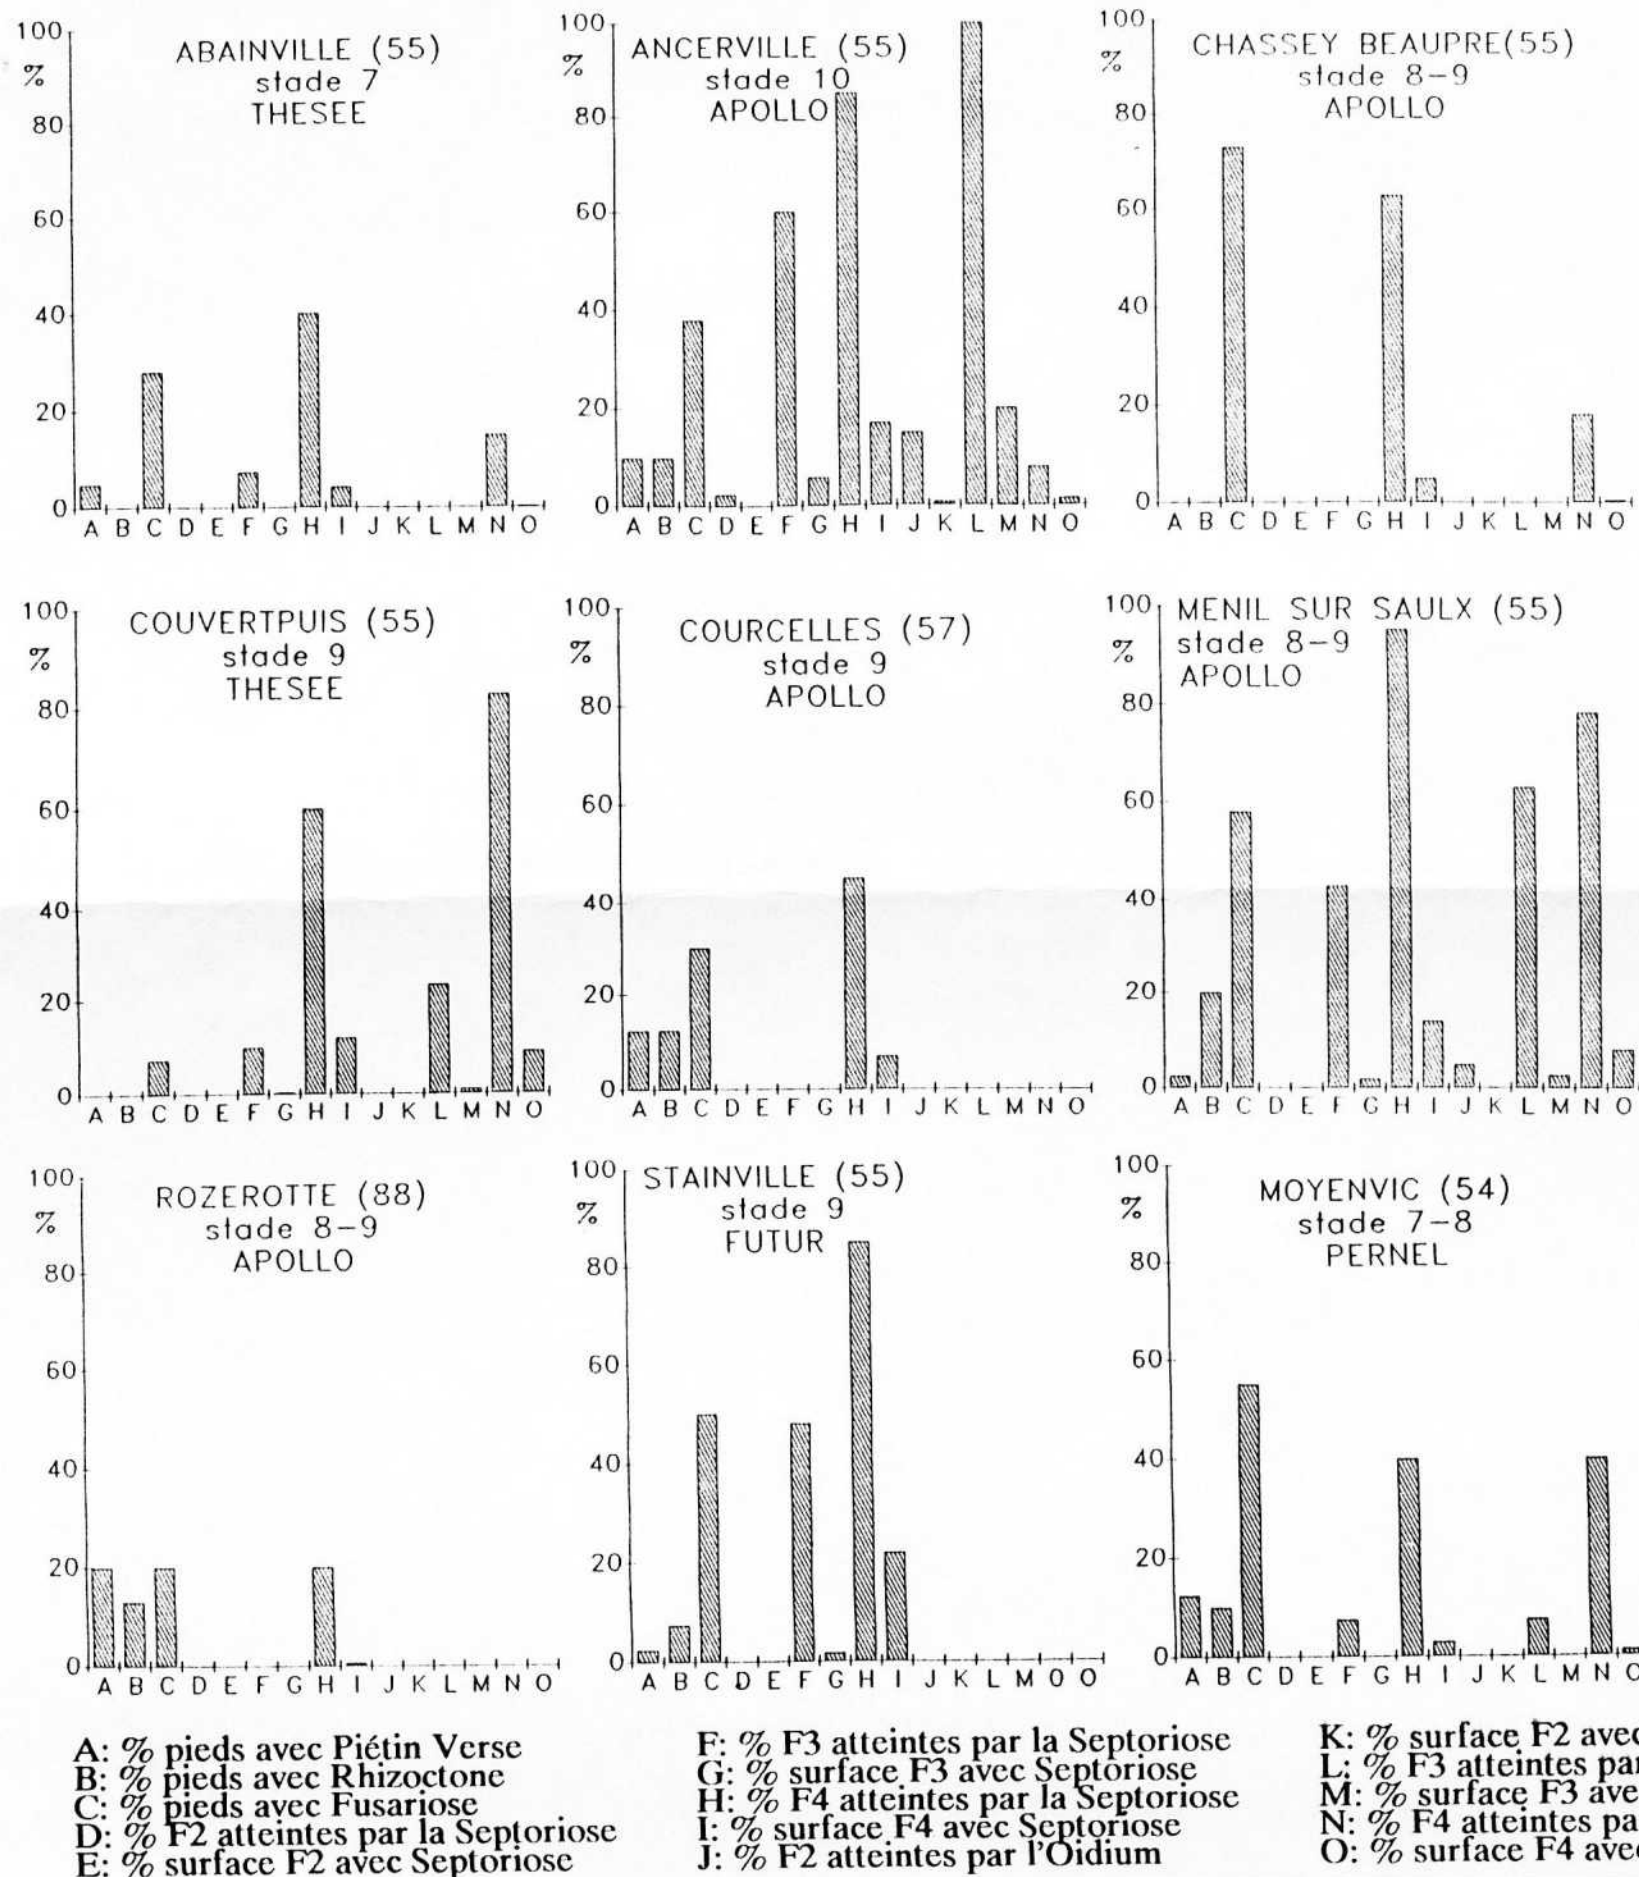 ABAINVILLE (55)
stade 7
THESEE
100
%
80
60
40
20
0
A B C D E F G H I J K L M N O
ANCERVILLE (55)
stade 10
APOLLO
100
%
80
60
40
20
0
A B C D E F G H I J K L M N O
CHASSEY BEAUPRE(55)
stade 8-9
APOLLO
100
%
80
60
40
20
0
A B C D E F G H I J K L M N O
COUVERTPUIS (55)
stade 9
THESEE
100
%
80
60
40
20
0
A B C D E F G H I J K L M N O
COURCELLES (57)
stade 9
APOLLO
100
%
80
60
40
20
0
A B C D E F G H I J K L M N O
MENIL SUR SAULX (55)
stade 8-9
APOLLO
100
%
80
60
40
20
0
A B C D E F G H I J K L M N O
ROZEROTTE (88)
stade 8-9
APOLLO
100
%
80
60
40
20
0
A B C D E F G H I J K L M N O
STAINVILLE (55)
stade 9
FUTUR
100
%
80
60
40
20
0
A B C D E F G H I J K L M N O
MOYENVIC (54)
stade 7-8
PERNEL
100
%
80
60
40
20
0
A B C D E F G H I J K L M N O
A: % pieds avec Piétin Verse
B: % pieds avec Rhizoctone
C: % pieds avec Fusariose
D: % F2 atteintes par la Septoriose
E: % surface F2 avec Septoriose
F: % F3 atteintes par la Septoriose
G: % surface F3 avec Septoriose
H: % F4 atteintes par la Septoriose
I: % surface F4 avec Septoriose
J: % F2 atteintes par l'Oidium
K: % surface F2 avec
L: % F3 atteintes par
M: % surface F3 ave
N: % F4 atteintes pa
O: % surface F4 avec